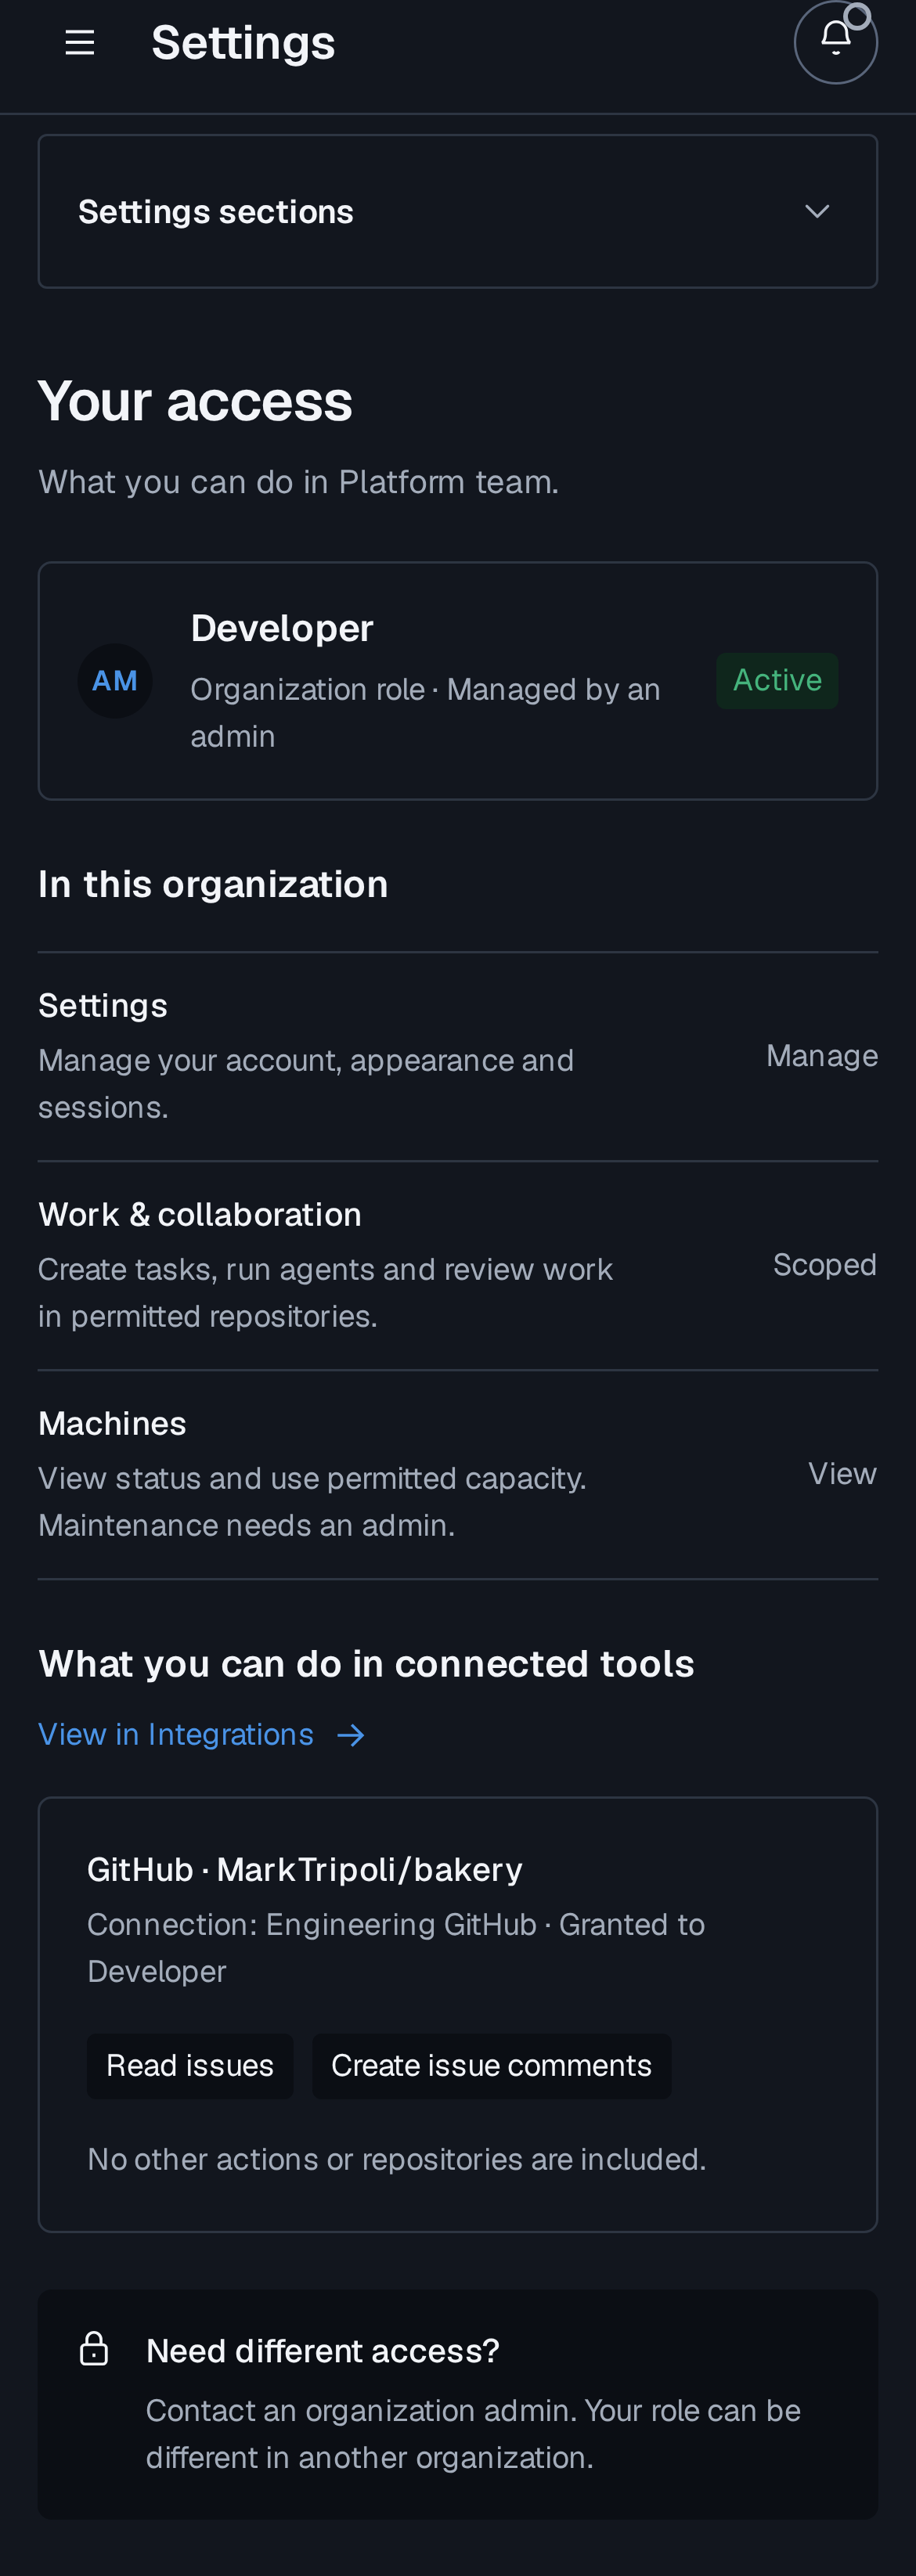 Settings
Settings sections
Your access
What you can do in Platform team.
AM
Developer
Organization role · Managed by an
admin
Active
In this organization
Settings
Manage your account, appearance and
sessions.
Manage
Work & collaboration
Create tasks, run agents and review work
in permitted repositories.
Scoped
Machines
View status and use permitted capacity.
Maintenance needs an admin.
View
What you can do in connected tools
View in Integrations →
GitHub · MarkTripoli/bakery
Connection: Engineering GitHub · Granted to
Developer
Read issues
Create issue comments
No other actions or repositories are included.
Need different access?
Contact an organization admin. Your role can be
different in another organization.